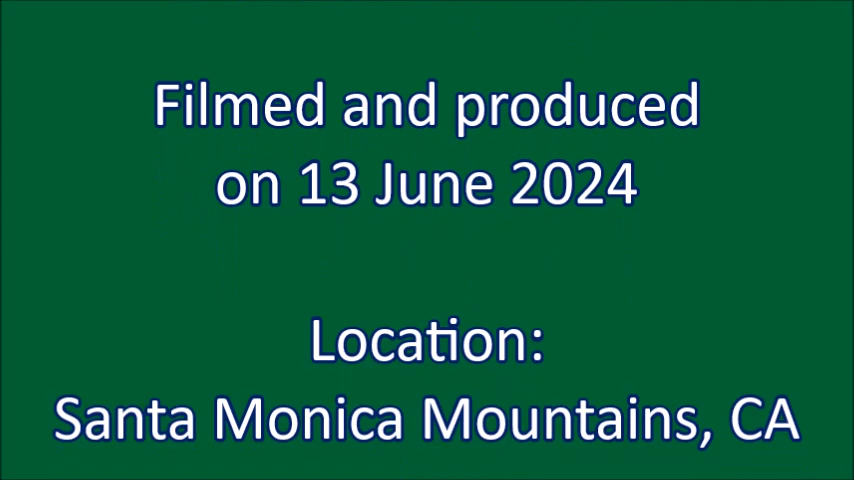 Filmed and produced
on 13 June 2024
Location:
Santa Monica Mountains, CA